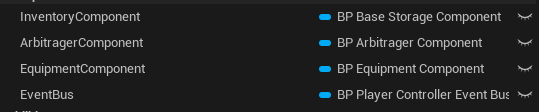 InventoryComponent BP Base Storage Component
ArbitragerComponent BP Arbitrager Component
EquipmentComponent BP Equipment Component
EventBus BP Player Controller Event Bus